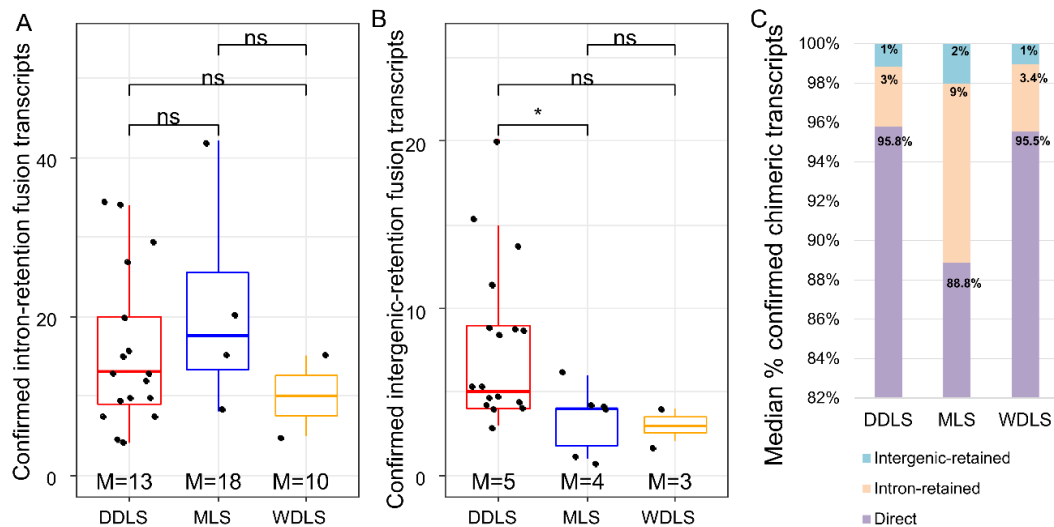 A
Confirmed intron-retention fusion transcripts
40
20
0
ns
ns
ns
M=13 M=18 M=10
DDLS MLS WDLS
B
Confirmed intergenic-retention fusion transcripts
20
10
0
ns
ns
*
M=5 M=4 M=3
DDLS MLS WDLS
C
Median % confirmed chimeric transcripts
100%
98%
96%
94%
92%
90%
88%
86%
84%
82%
1% 2% 1%
3% 9% 3.4%
95.8% 88.8% 95.5%
DDLS MLS WDLS
Intergenic-retained
Intron-retained
Direct